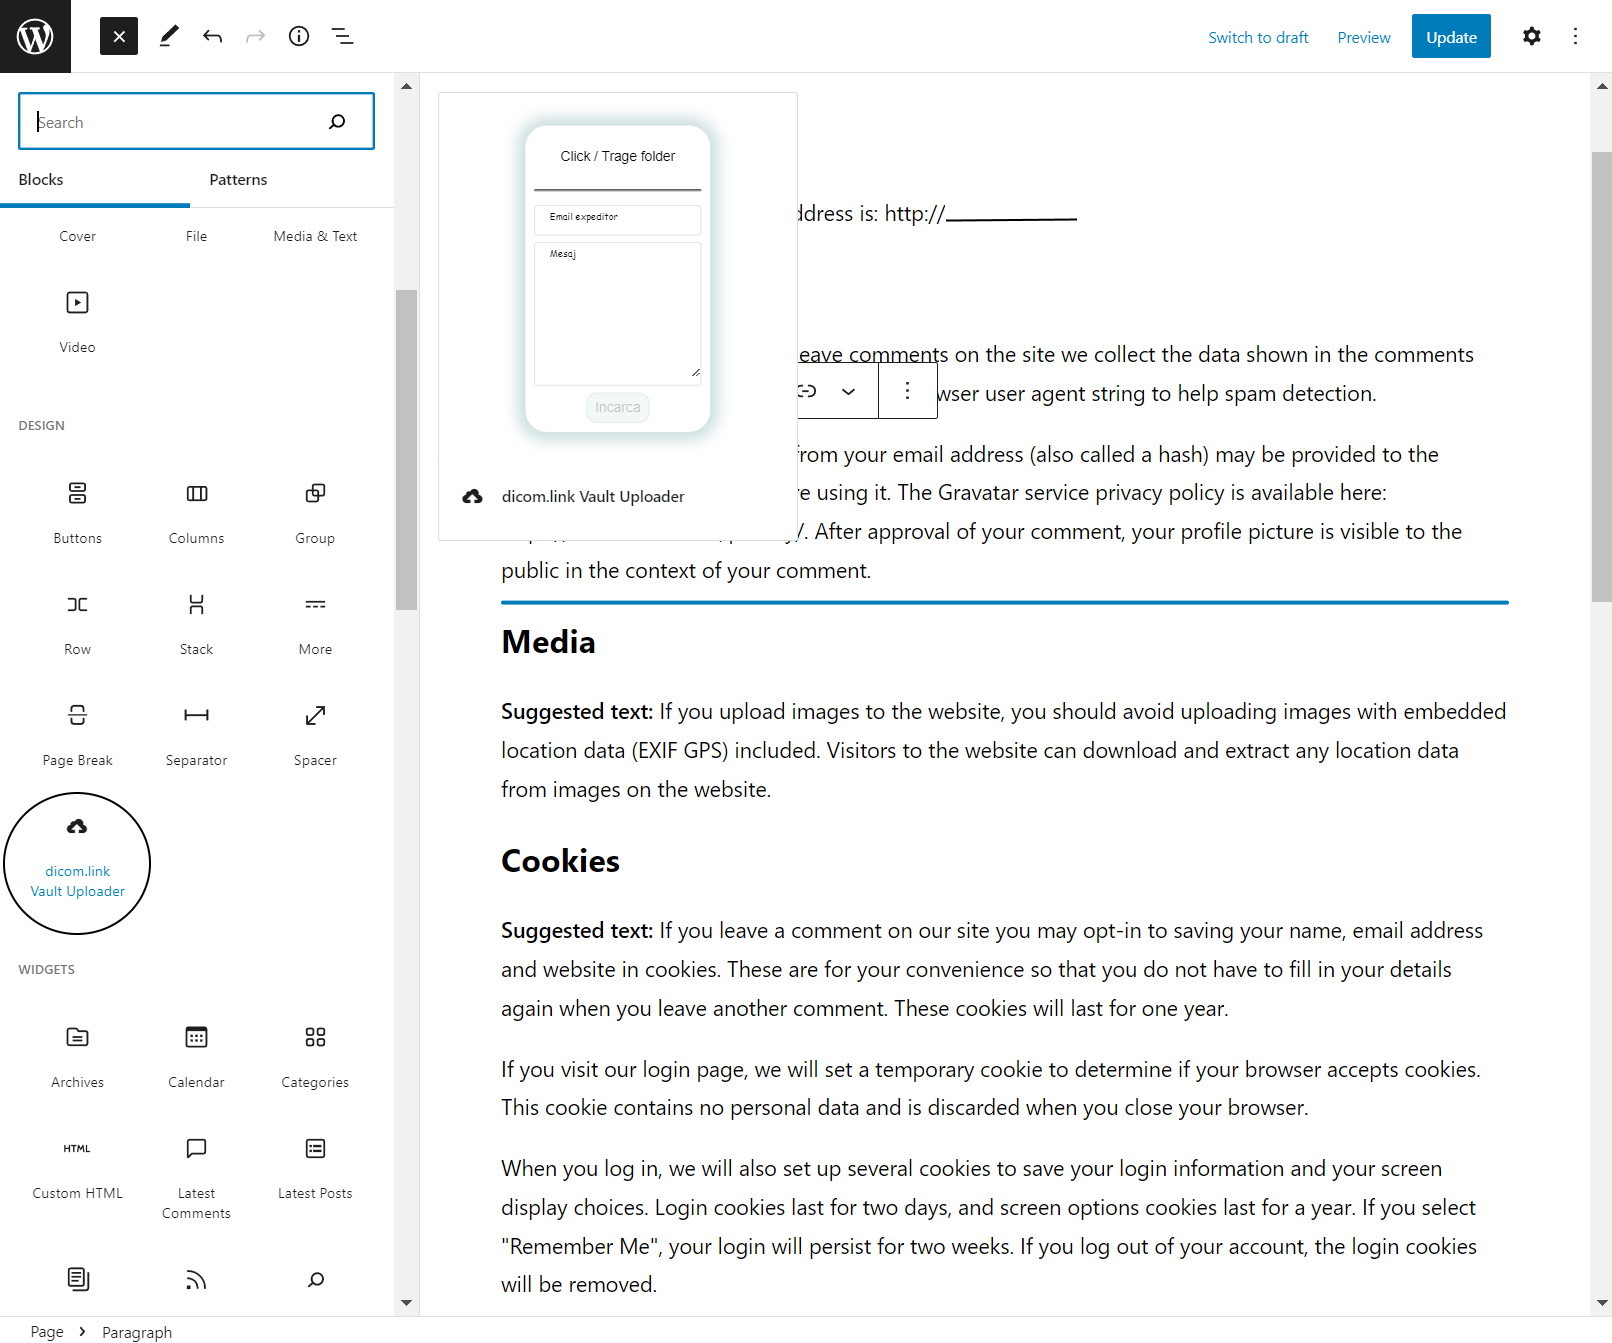 Switch to draft
Preview
Update
Search
Blocks
Patterns
Cover
File
Media & Text
Video
DESIGN
Buttons
Columns
Group
Row
Stack
More
Page Break
Separator
Spacer
dicom.link
Vault Uploader
WIDGETS
Archives
Calendar
Categories
HTML
Custom HTML
Latest
Comments
Latest Posts
Click / Trage folder
Email expeditor
Mesaj
Incarca
dicom.link Vault Uploader
ddress is: http://
eave comments on the site we collect the data shown in the comments
wser user agent string to help spam detection.
from your email address (also called a hash) may be provided to the
re using it. The Gravatar service privacy policy is available here:
/. After approval of your comment, your profile picture is visible to the
public in the context of your comment.
Media
Suggested text: If you upload images to the website, you should avoid uploading images with embedded
location data (EXIF GPS) included. Visitors to the website can download and extract any location data
from images on the website.
Cookies
Suggested text: If you leave a comment on our site you may opt-in to saving your name, email address
and website in cookies. These are for your convenience so that you do not have to fill in your details
again when you leave another comment. These cookies will last for one year.
If you visit our login page, we will set a temporary cookie to determine if your browser accepts cookies.
This cookie contains no personal data and is discarded when you close your browser.
When you log in, we will also set up several cookies to save your login information and your screen
display choices. Login cookies last for two days, and screen options cookies last for a year. If you select
"Remember Me", your login will persist for two weeks. If you log out of your account, the login cookies
will be removed.
Page
Paragraph